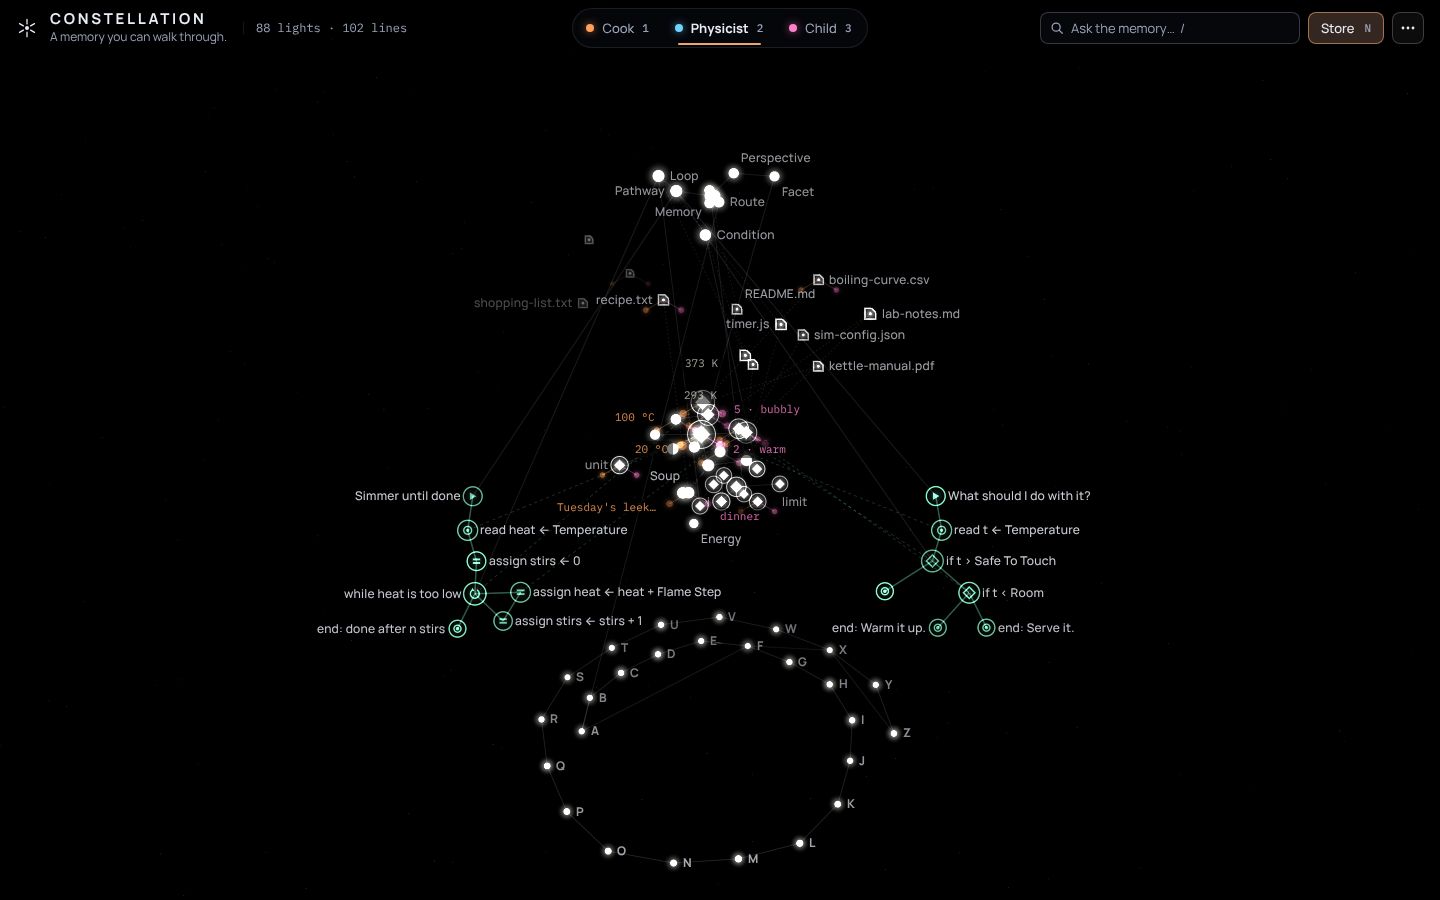 CONSTELLATION
A memory you can walk through.
88 lights · 102 lines
Cook 1
Physicist 2
Child 3
Ask the memory… /
Store N
Perspective
Loop
Facet
Pathway
Route
Memory
Condition
boiling-curve.csv
README.md
shopping-list.txt
recipe.txt
lab-notes.md
timer.js
sim-config.json
373 K
kettle-manual.pdf
293 K
5 · bubbly
100 °C
20 °C
2 · warm
unit
Soup
limit
Tuesday's leek…
dinner
Energy
Simmer until done
read heat ← Temperature
assign stirs ← 0
while heat is too low
assign heat ← heat + Flame Step
assign stirs ← stirs + 1
end: done after n stirs
What should I do with it?
read t ← Temperature
if t > Safe To Touch
if t < Room
end: Warm it up.
end: Serve it.
V
U
W
T
D
E
F
X
S
C
G
B
H
Y
R
A
I
Z
Q
J
P
K
O
N
M
L